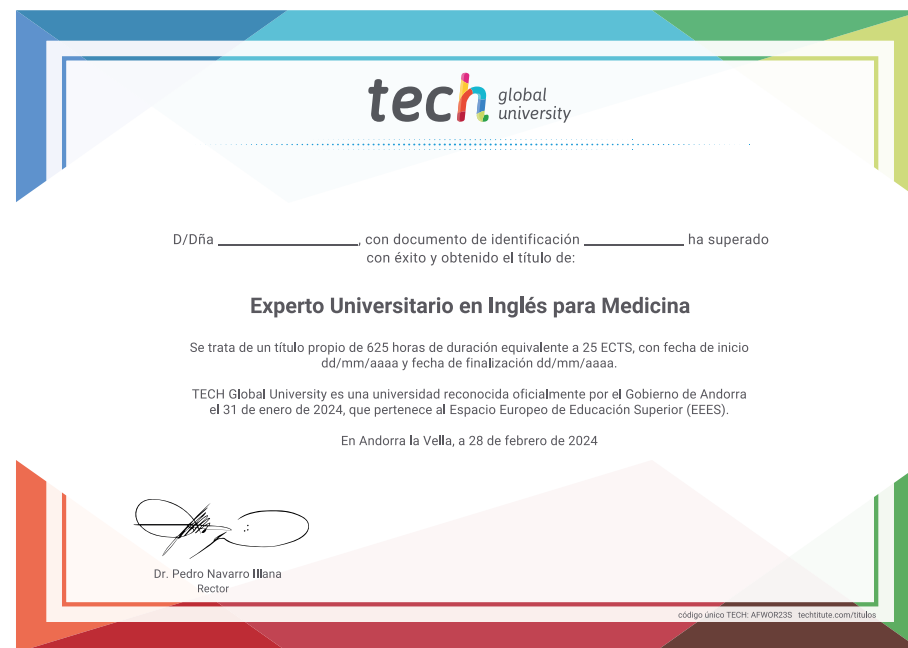 tech global university
D/Dña ____________, con documento de identificación ____________ ha superado
con éxito y obtenido el título de:
Experto Universitario en Inglés para Medicina
Se trata de un título propio de 625 horas de duración equivalente a 25 ECTS, con fecha de inicio
dd/mm/aaaa y fecha de finalización dd/mm/aaaa.
TECH Global University es una universidad reconocida oficialmente por el Gobierno de Andorra
el 31 de enero de 2024, que pertenece al Espacio Europeo de Educación Superior (EEES).
En Andorra la Vella, a 28 de febrero de 2024
Dr. Pedro Navarro Illana
Rector
código único TECH: AFWOR23S techtitute.com/titulos